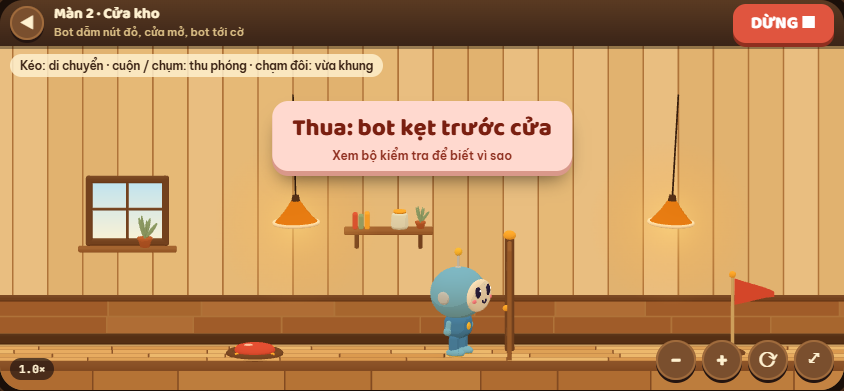 Màn 2 · Cửa kho
Bot dẫm nút đỏ, cửa mở, bot tới cờ
DỪNG
Kéo: di chuyển · cuộn / chụm: thu phóng · chạm đôi: vừa khung
Thua: bot kẹt trước cửa
Xem bộ kiểm tra để biết vì sao
1.0×